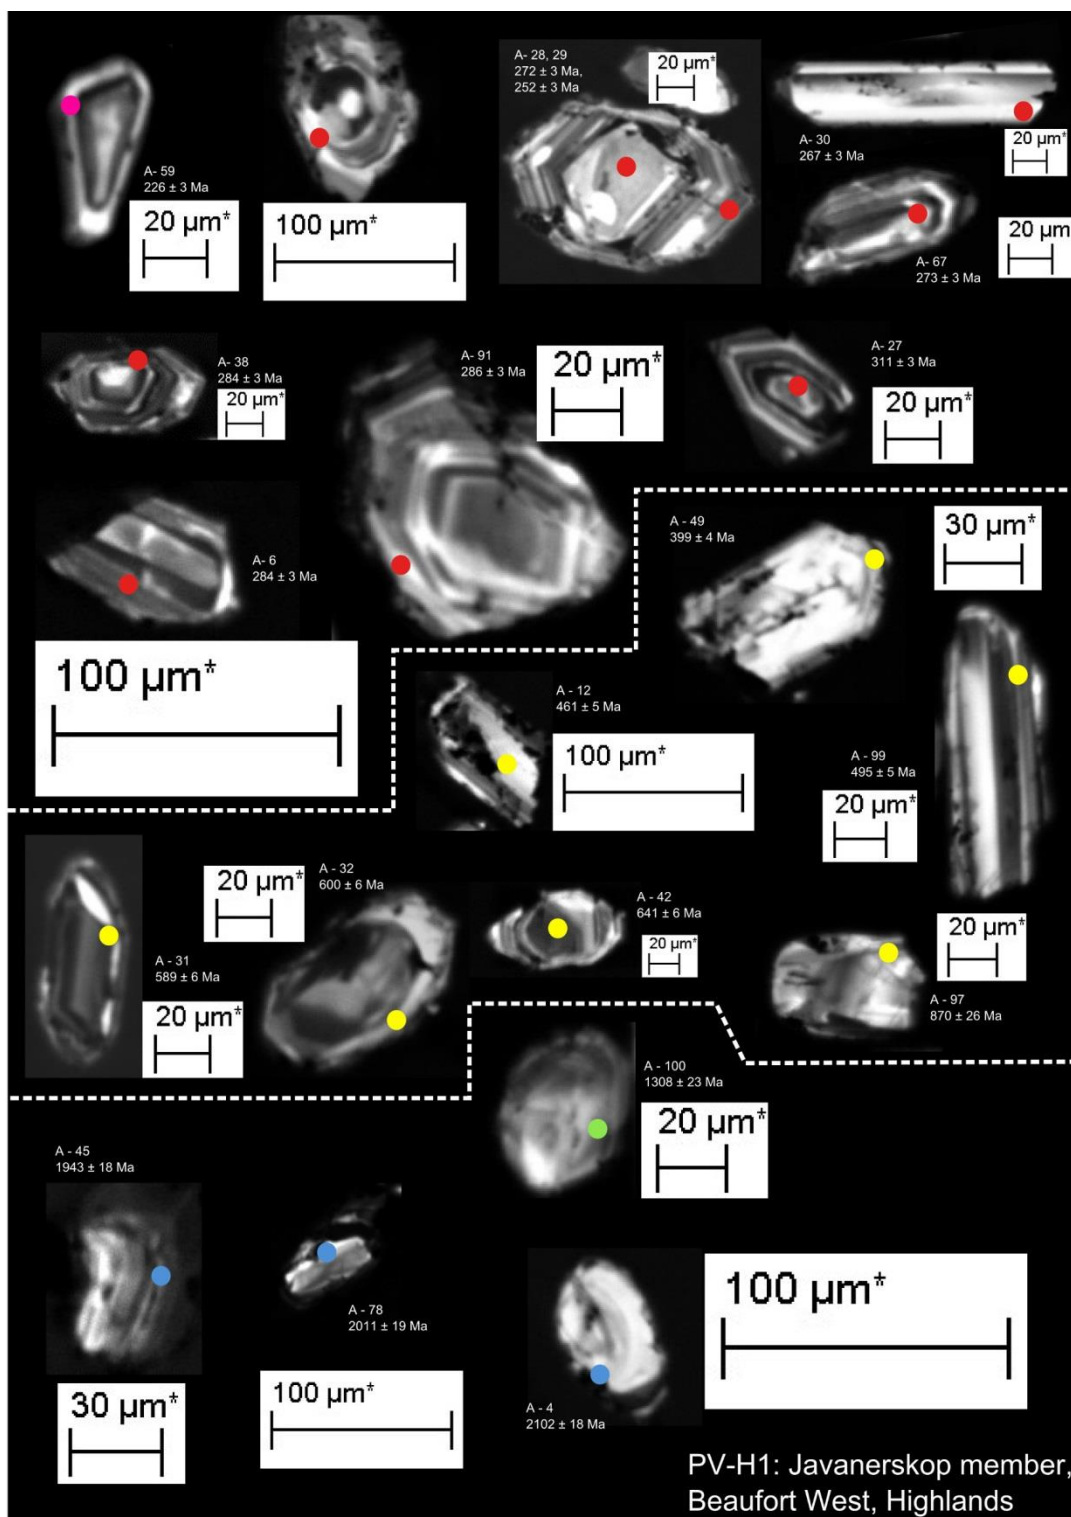 A- 59
226 ± 3 Ma
20 µm*
100 µm*
A- 28, 29
272 ± 3 Ma,
252 ± 3 Ma
20 µm*
A- 30
267 ± 3 Ma
20 µm*
A- 67
273 ± 3 Ma
20 µm*
A- 38
284 ± 3 Ma
20 µm*
A- 91
286 ± 3 Ma
20 µm*
A- 27
311 ± 3 Ma
20 µm*
A- 6
284 ± 3 Ma
100 µm*
A - 49
399 ± 4 Ma
30 µm*
A - 12
461 ± 5 Ma
100 µm*
A - 99
495 ± 5 Ma
20 µm*
A - 31
589 ± 6 Ma
20 µm*
20 µm*
A - 32
600 ± 6 Ma
A - 42
641 ± 6 Ma
20 µm*
20 µm*
A - 97
870 ± 26 Ma
A - 100
1308 ± 23 Ma
20 µm*
A - 45
1943 ± 18 Ma
30 µm*
A - 78
2011 ± 19 Ma
100 µm*
A - 4
2102 ± 18 Ma
100 µm*
PV-H1: Javanerskop member,
Beaufort West, Highlands